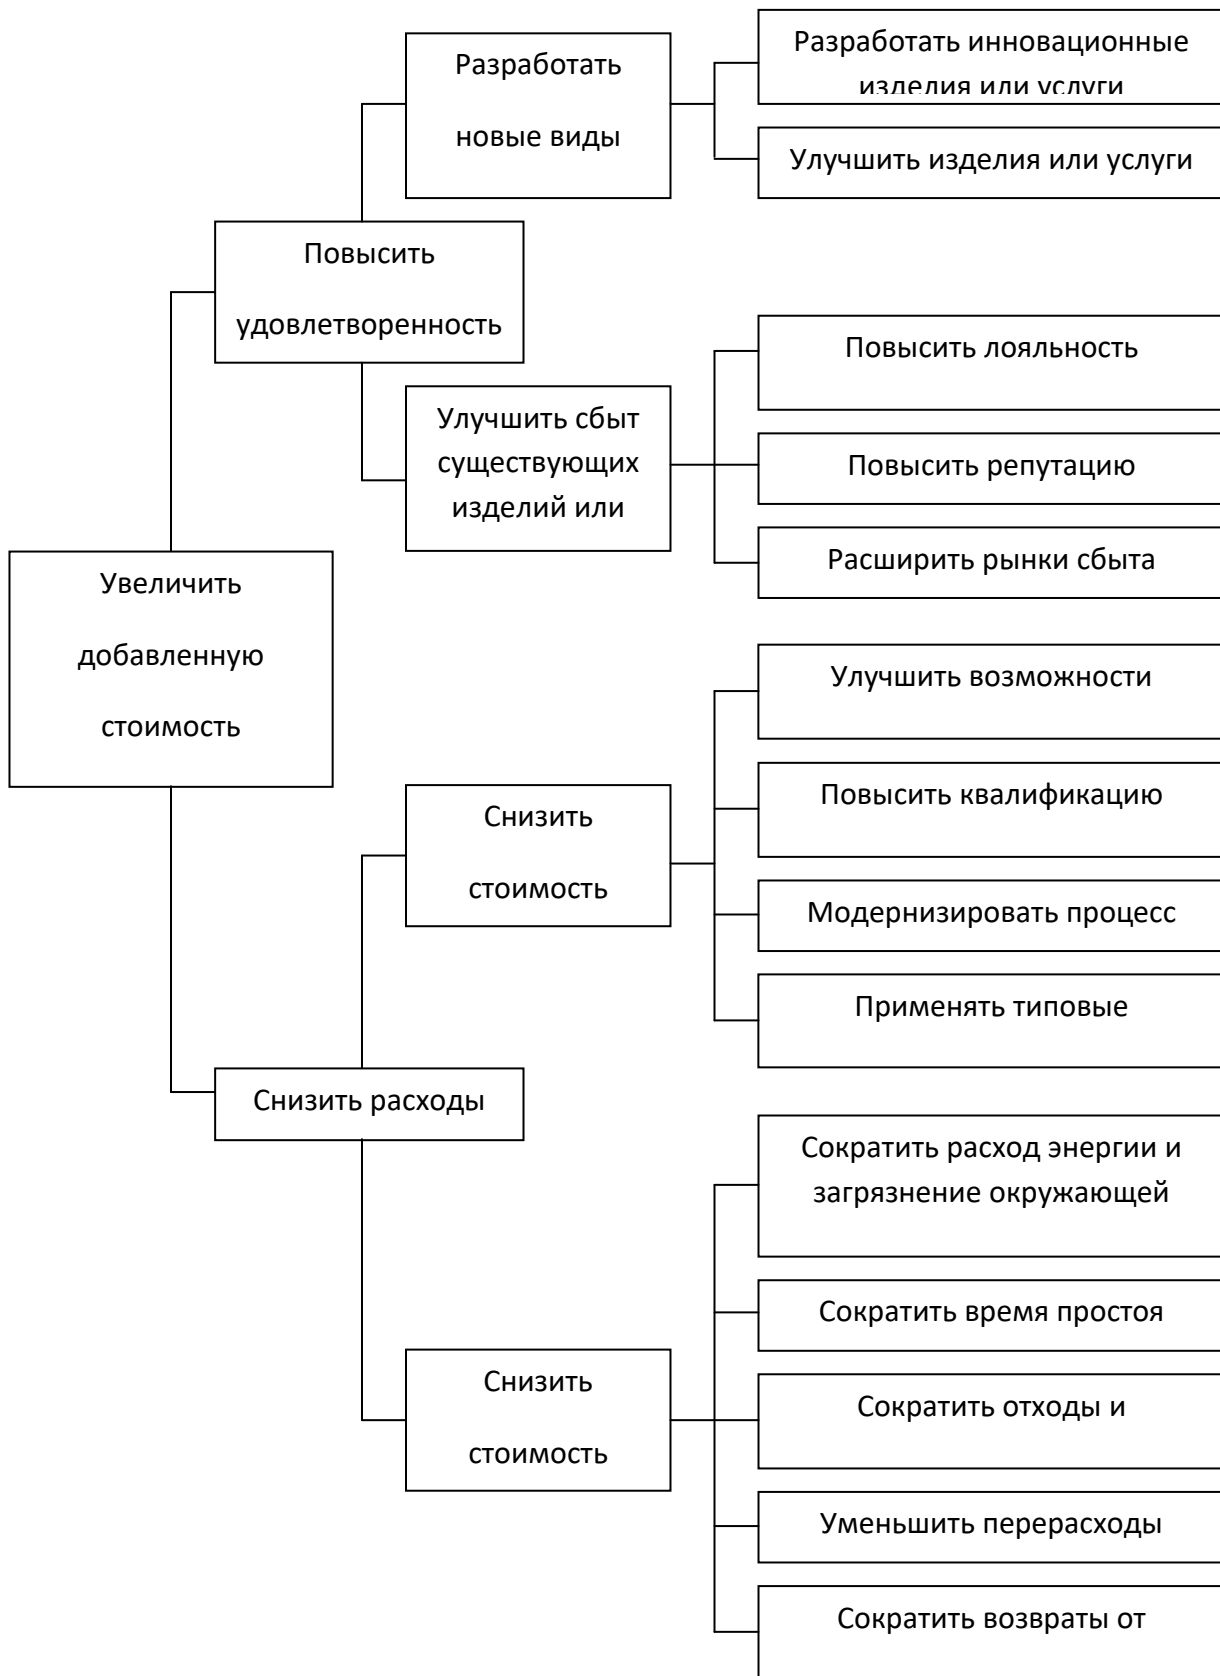 Разработать инновационные
изделия или услуги
Разработать
новые виды
Улучшить изделия или услуги
Повысить
удовлетворенность
Повысить лояльность
Улучшить сбыт
существующих
изделий или
Повысить репутацию
Расширить рынки сбыта
Увеличить
добавленную
стоимость
Улучшить возможности
Снизить
стоимость
Повысить квалификацию
Модернизировать процесс
Применять типовые
Снизить расходы
Сократить расход энергии и
загрязнение окружающей
Сократить время простоя
Снизить
стоимость
Сократить отходы и
Уменьшить перерасходы
Сократить возвраты от